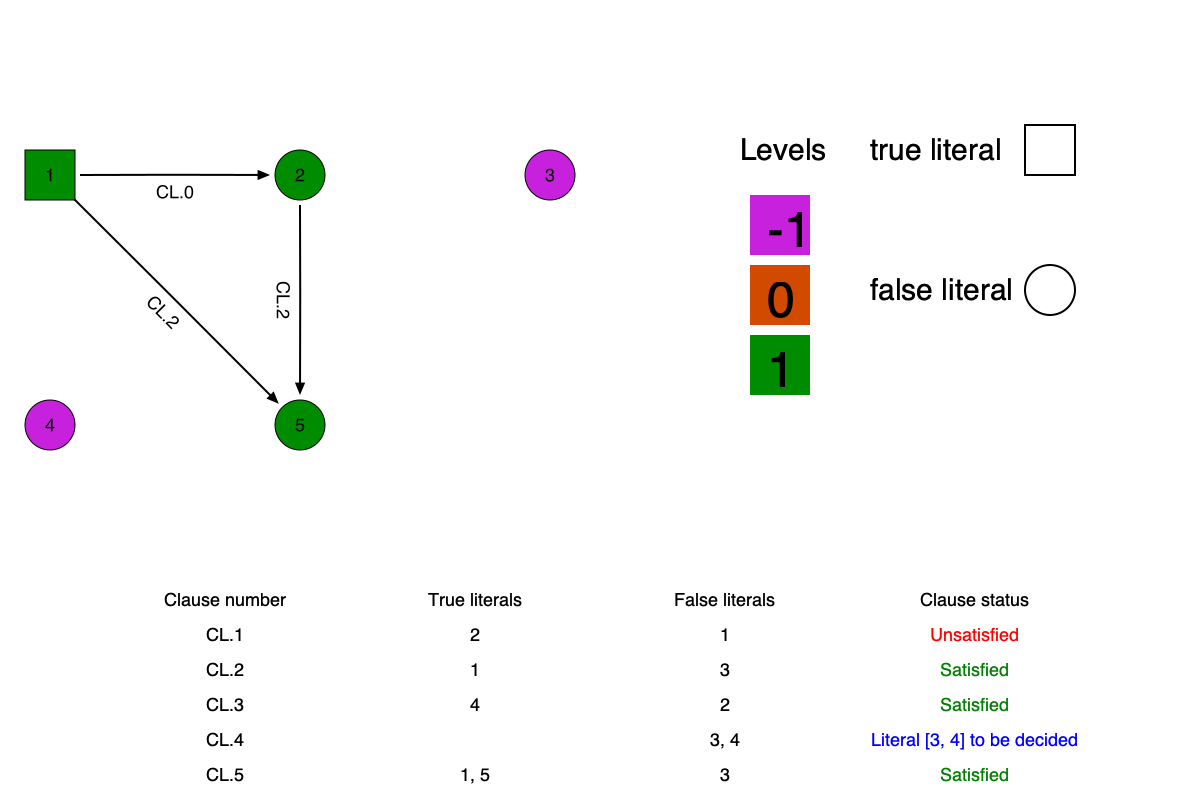 Levels true literal
1 CL.0 2 3
-1
CL.2 CL.2
0
false literal
1
4 5
Clause number True literals False literals Clause status
CL.1 2 1 Unsatisfied
CL.2 1 3 Satisfied
CL.3 4 2 Satisfied
CL.4 3, 4 Literal [3, 4] to be decided
CL.5 1, 5 3 Satisfied